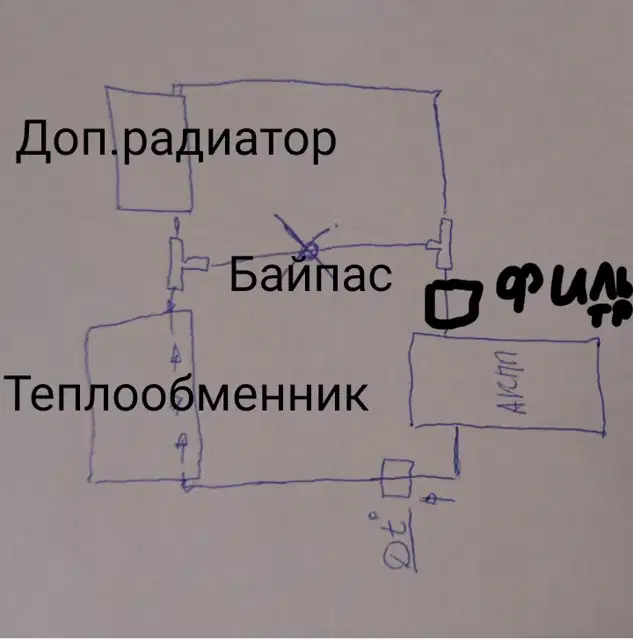 Доп.радиатор
Байпас
Филь
тр
Теплообменник
АКПП
Dt°